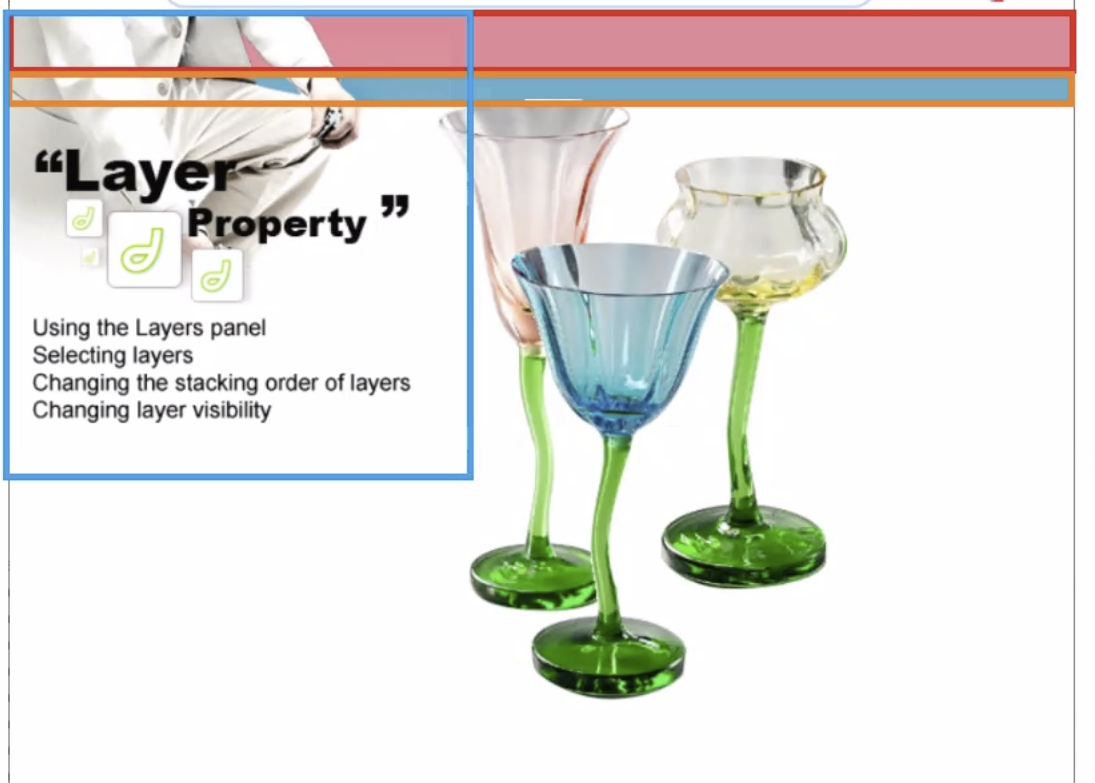 “Layer
Property ”
Using the Layers panel
Selecting layers
Changing the stacking order of layers
Changing layer visibility